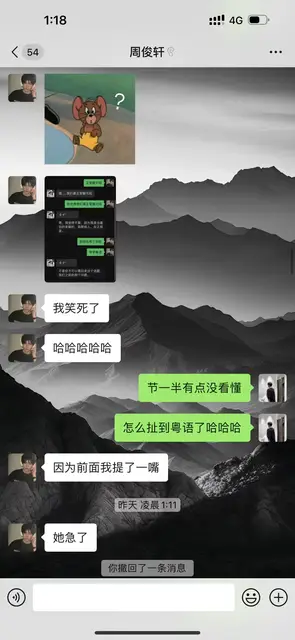 1:18
4G
54
周俊轩
?
我笑死了
哈哈哈哈哈
节一半有点没看懂
怎么扯到粤语了哈哈哈
因为前面我提了一嘴
昨天 凌晨 1:11
她急了
你撤回了一条消息